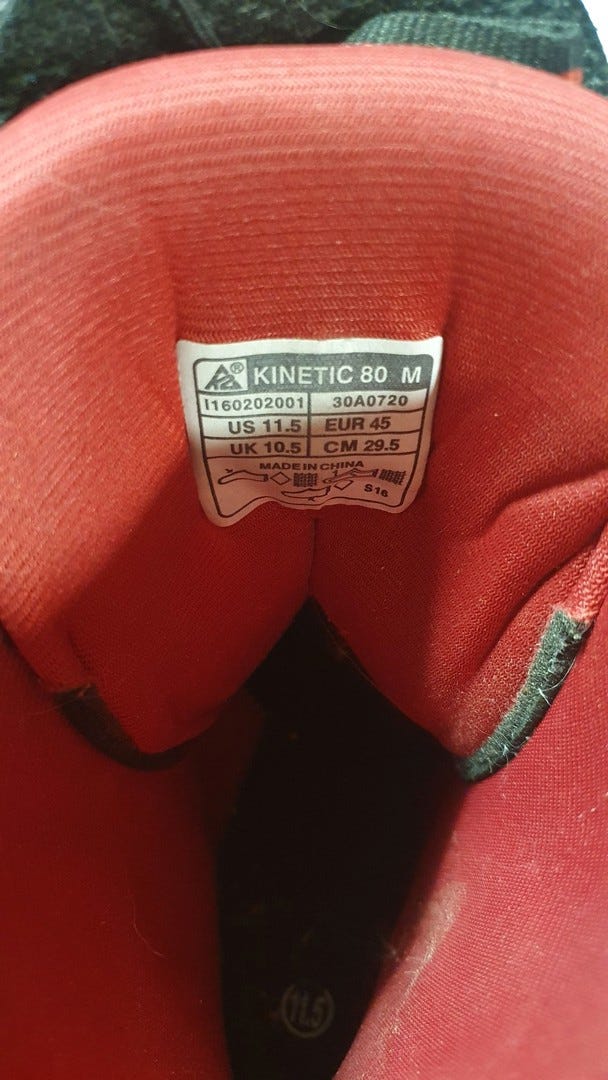 K2® KINETIC 80 M
I160202001 30A0720
US 11.5 EUR 45
UK 10.5 CM 29.5
MADE IN CHINA
S16
11.5